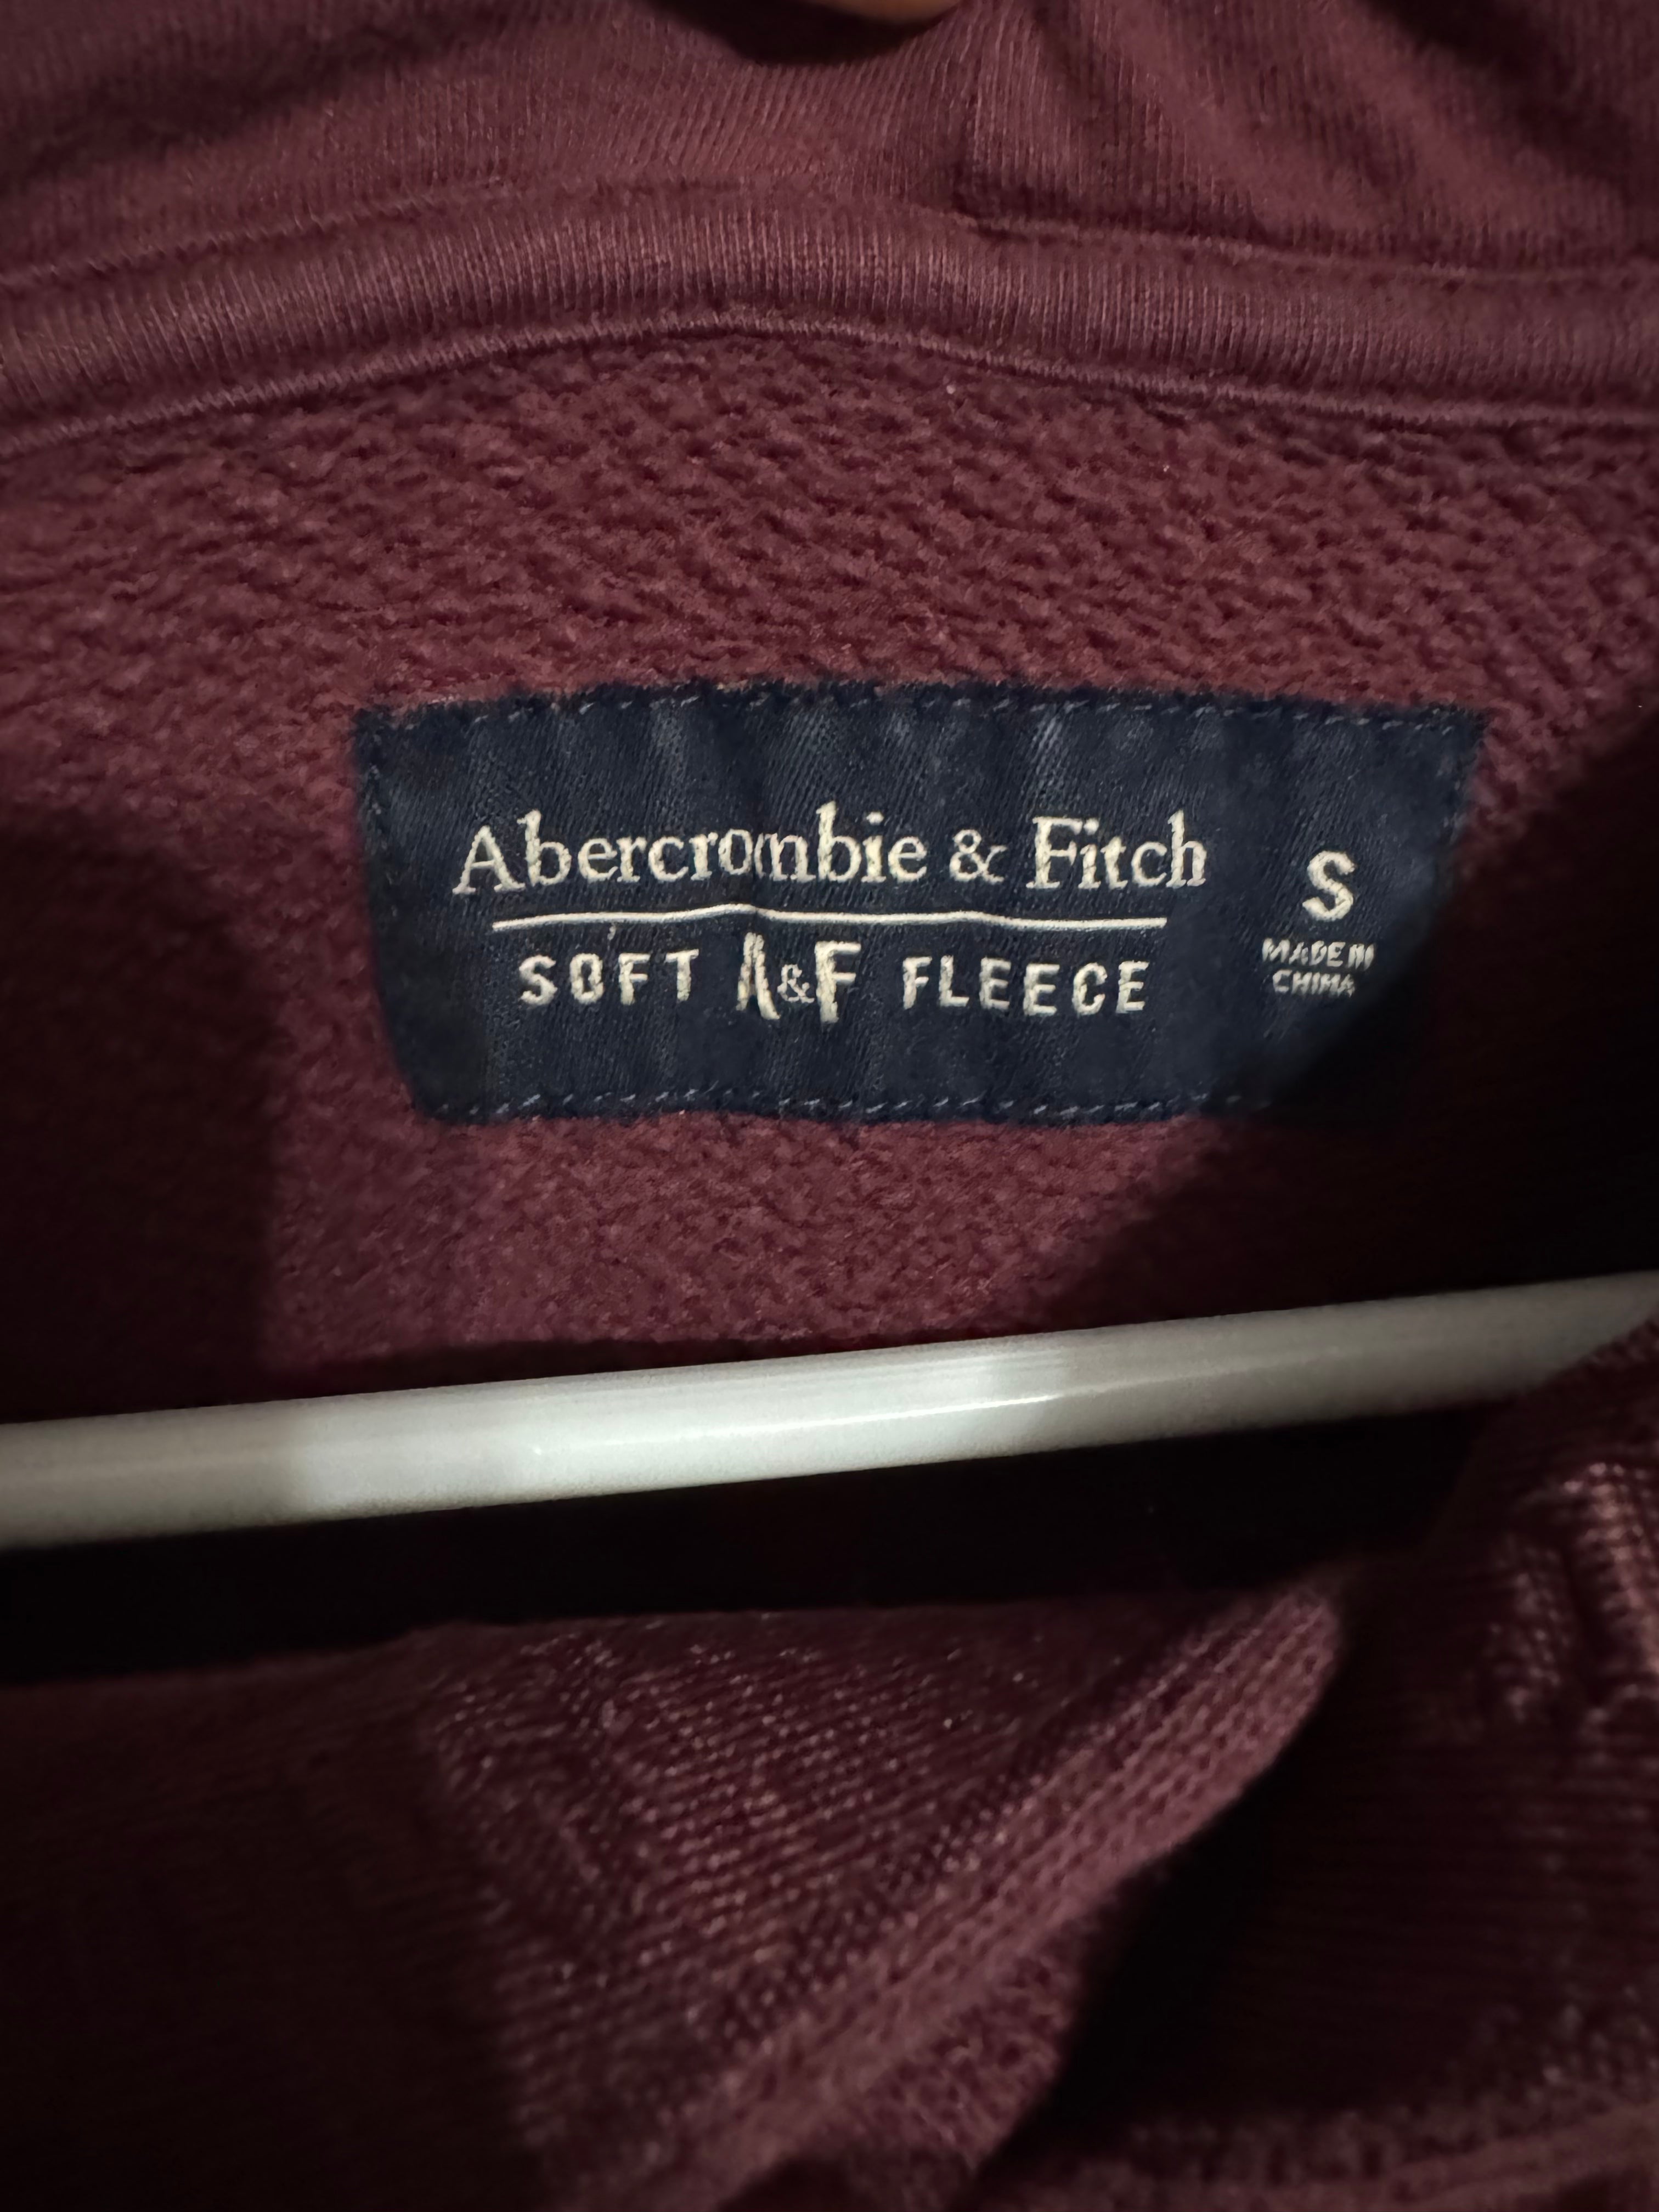 Abercrombie & Fitch
SOFT A&F FLEECE
S
MADE IN
CHINA